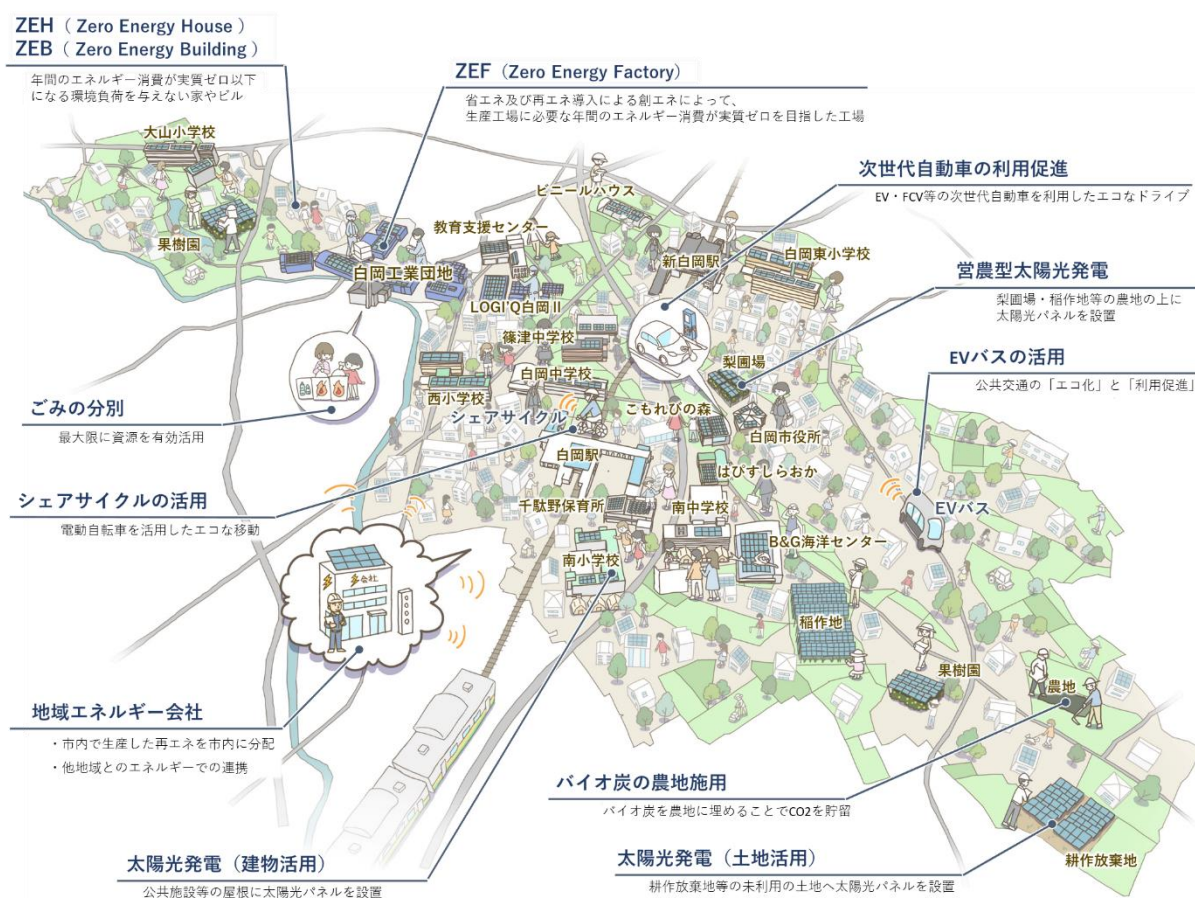 ZEH ( Zero Energy House )
ZEB ( Zero Energy Building )
年間のエネルギー消費が実質ゼロ以下
になる環境負荷を与えない家やビル
ZEF (Zero Energy Factory)
省エネ及び再エネ導入による創エネによって、
生産工場に必要な年間のエネルギー消費が実質ゼロを目指した工場
大山小学校
果樹園
白岡工業団地
教育支援センター
ビニールハウス
LOGI'Q白岡Ⅱ
新白岡駅
白岡東小学校
次世代自動車の利用促進
EV・FCV等の次世代自動車を利用したエコなドライブ
営農型太陽光発電
梨圃場・稲作地等の農地の上に
太陽光パネルを設置
EVバスの活用
公共交通の「エコ化」と「利用促進」
篠津中学校
白岡中学校
西小学校
梨圃場
シェアサイクル
こもれびの森
白岡市役所
白岡駅
はぴすしらおか
千駄野保育所
南中学校
EVバス
B&G海洋センター
南小学校
稲作地
果樹園
農地
耕作放棄地
ごみの分別
最大限に資源を有効活用
シェアサイクルの活用
電動自転車を活用したエコな移動
会社
地域エネルギー会社
・市内で生産した再エネを市内に分配
・他地域とのエネルギーでの連携
バイオ炭の農地施用
バイオ炭を農地に埋めることでCO2を貯留
太陽光発電（建物活用）
公共施設等の屋根に太陽光パネルを設置
太陽光発電（土地活用）
耕作放棄地等の未利用の土地へ太陽光パネルを設置